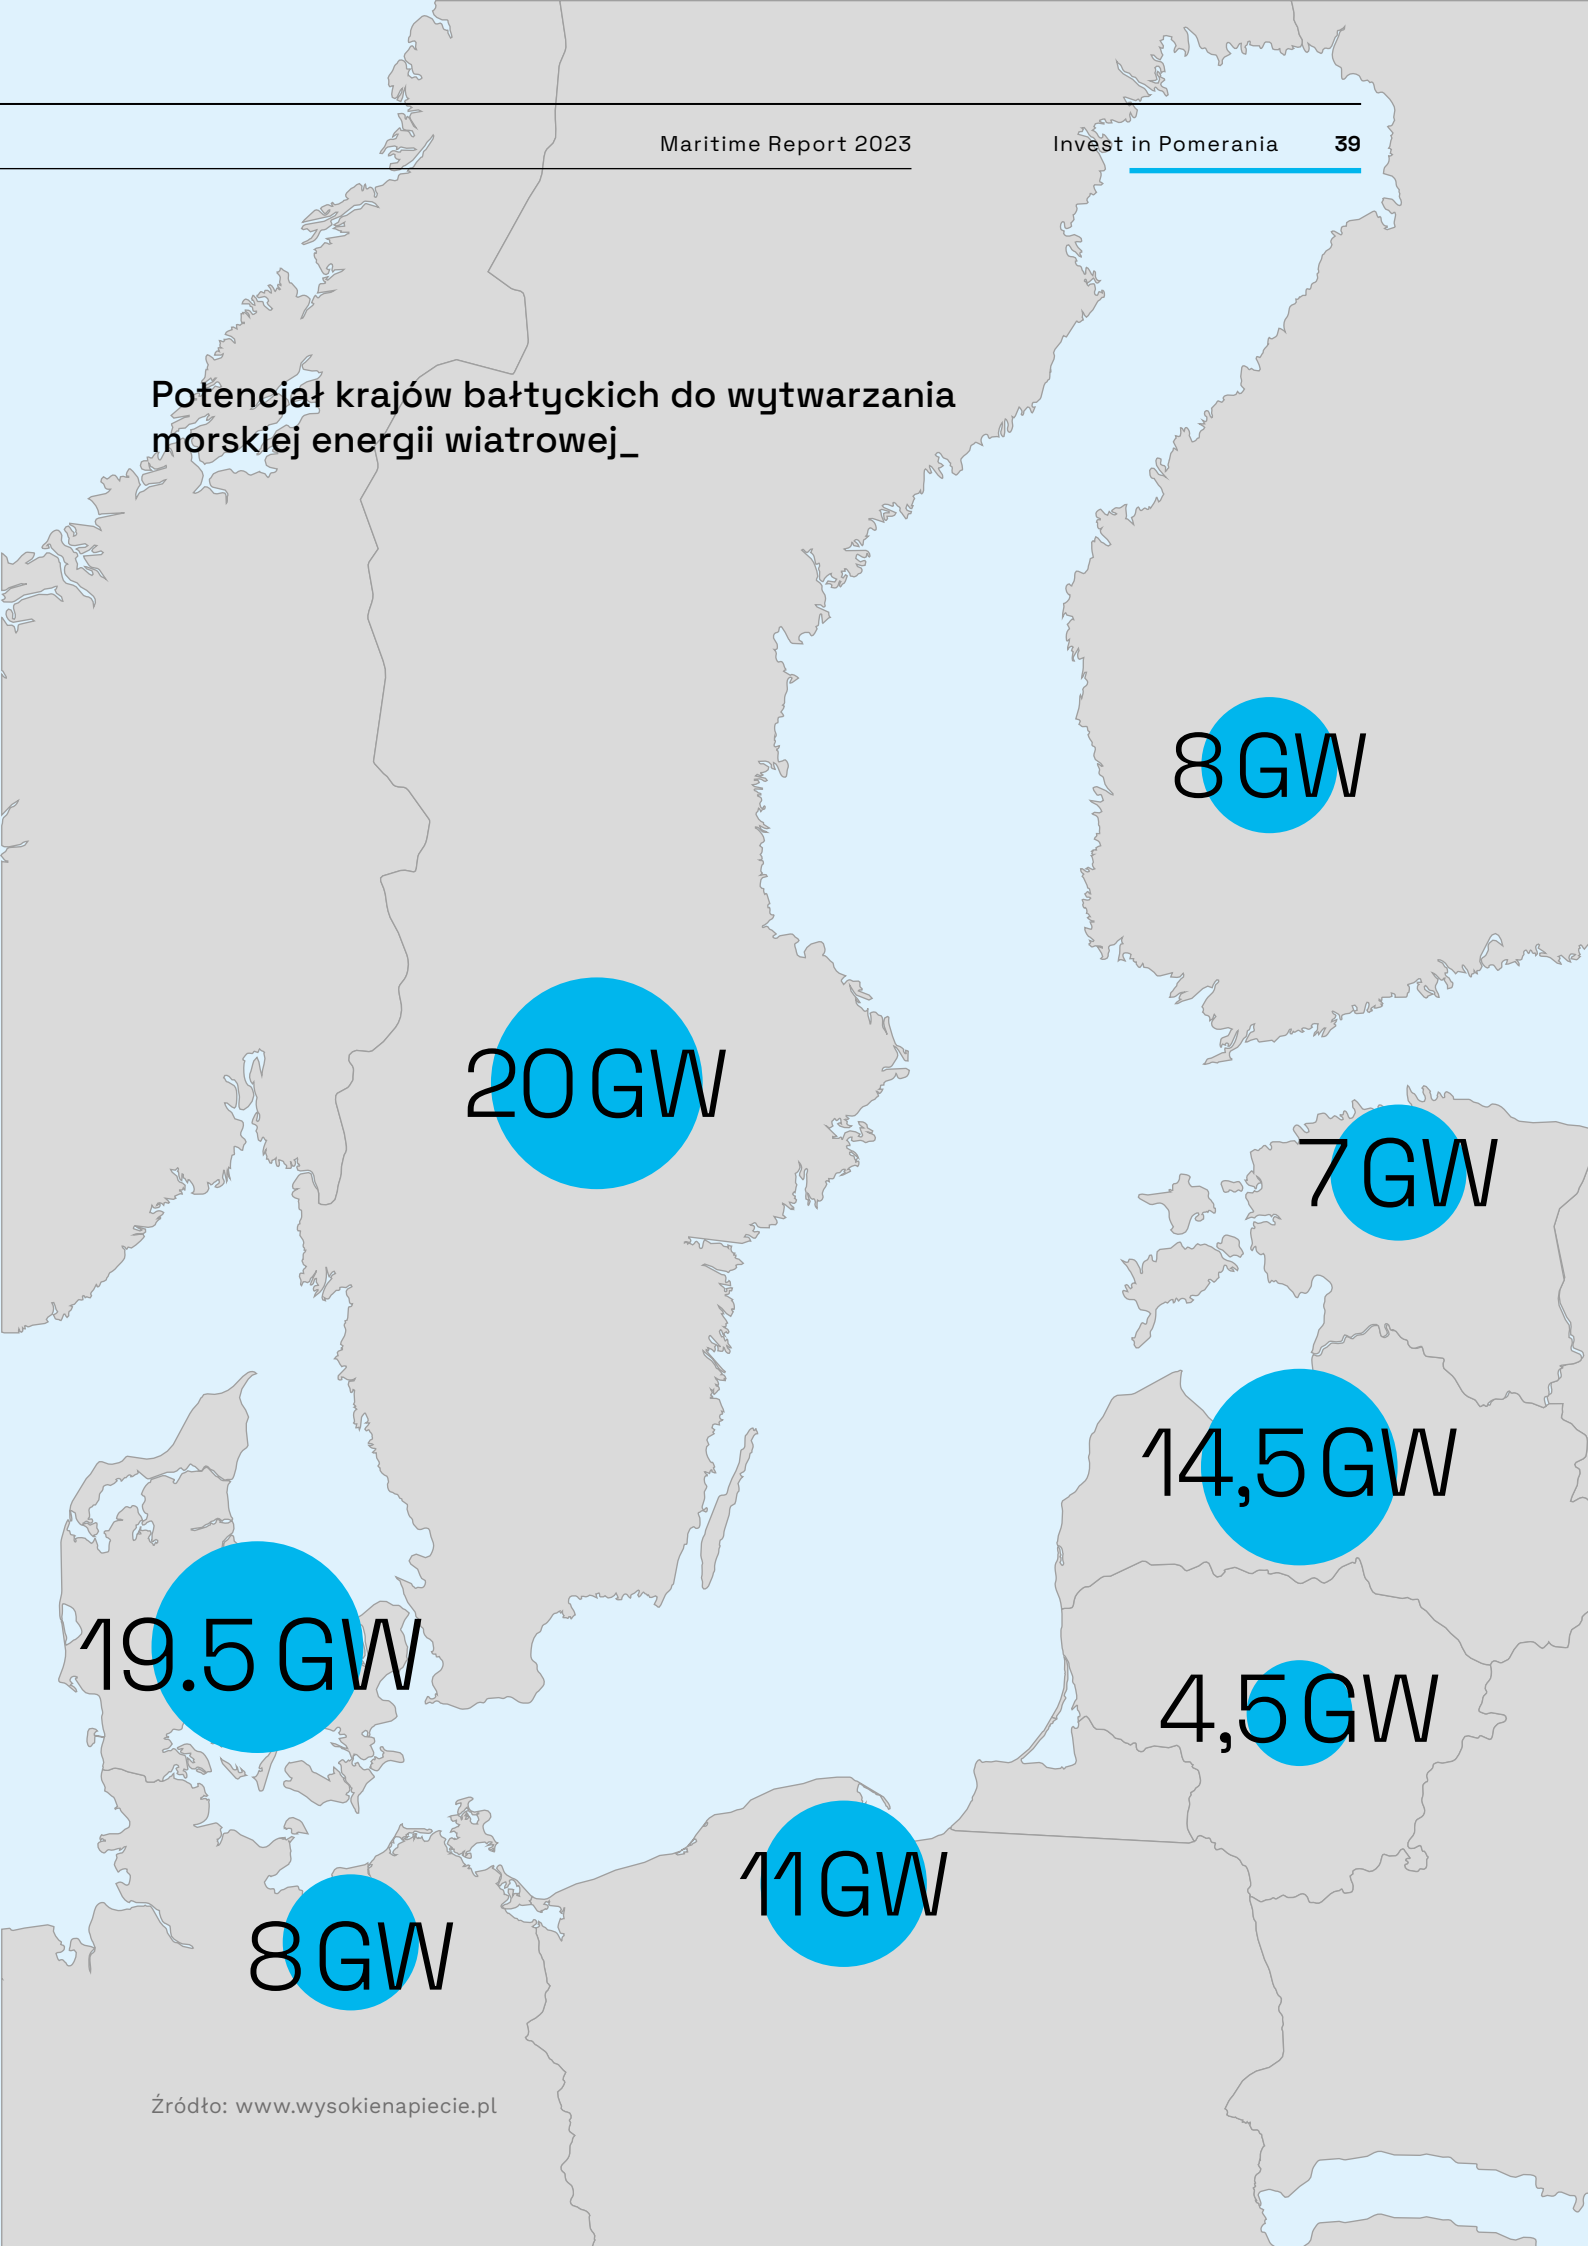 Maritime Report 2023
Invest in Pomerania 39
Potencjał krajów bałtyckich do wytwarzania
morskiej energii wiatrowej_
8 GW
20 GW
7 GW
14,5 GW
19.5 GW
4,5 GW
11 GW
8 GW
Źródło: www.wysokienapiecie.pl